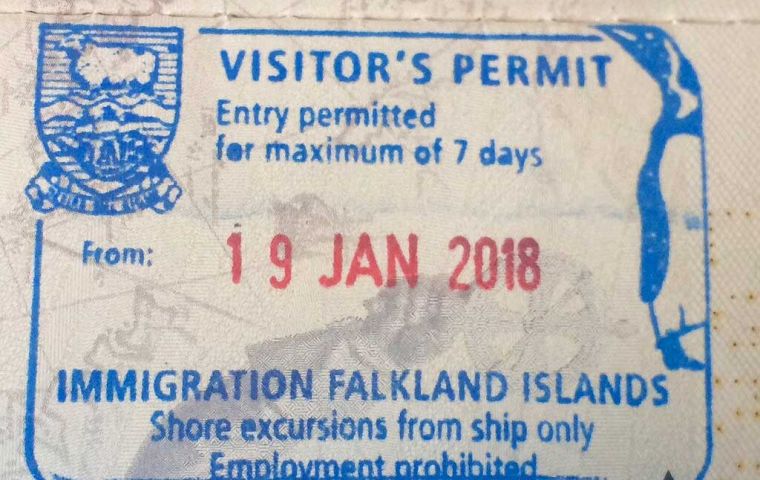 VISITOR'S PERMIT
Entry permitted
for maximum of 7 days
From: 19 JAN 2018
IMMIGRATION FALKLAND ISLANDS
Shore excursions from ship only
Employment prohibited